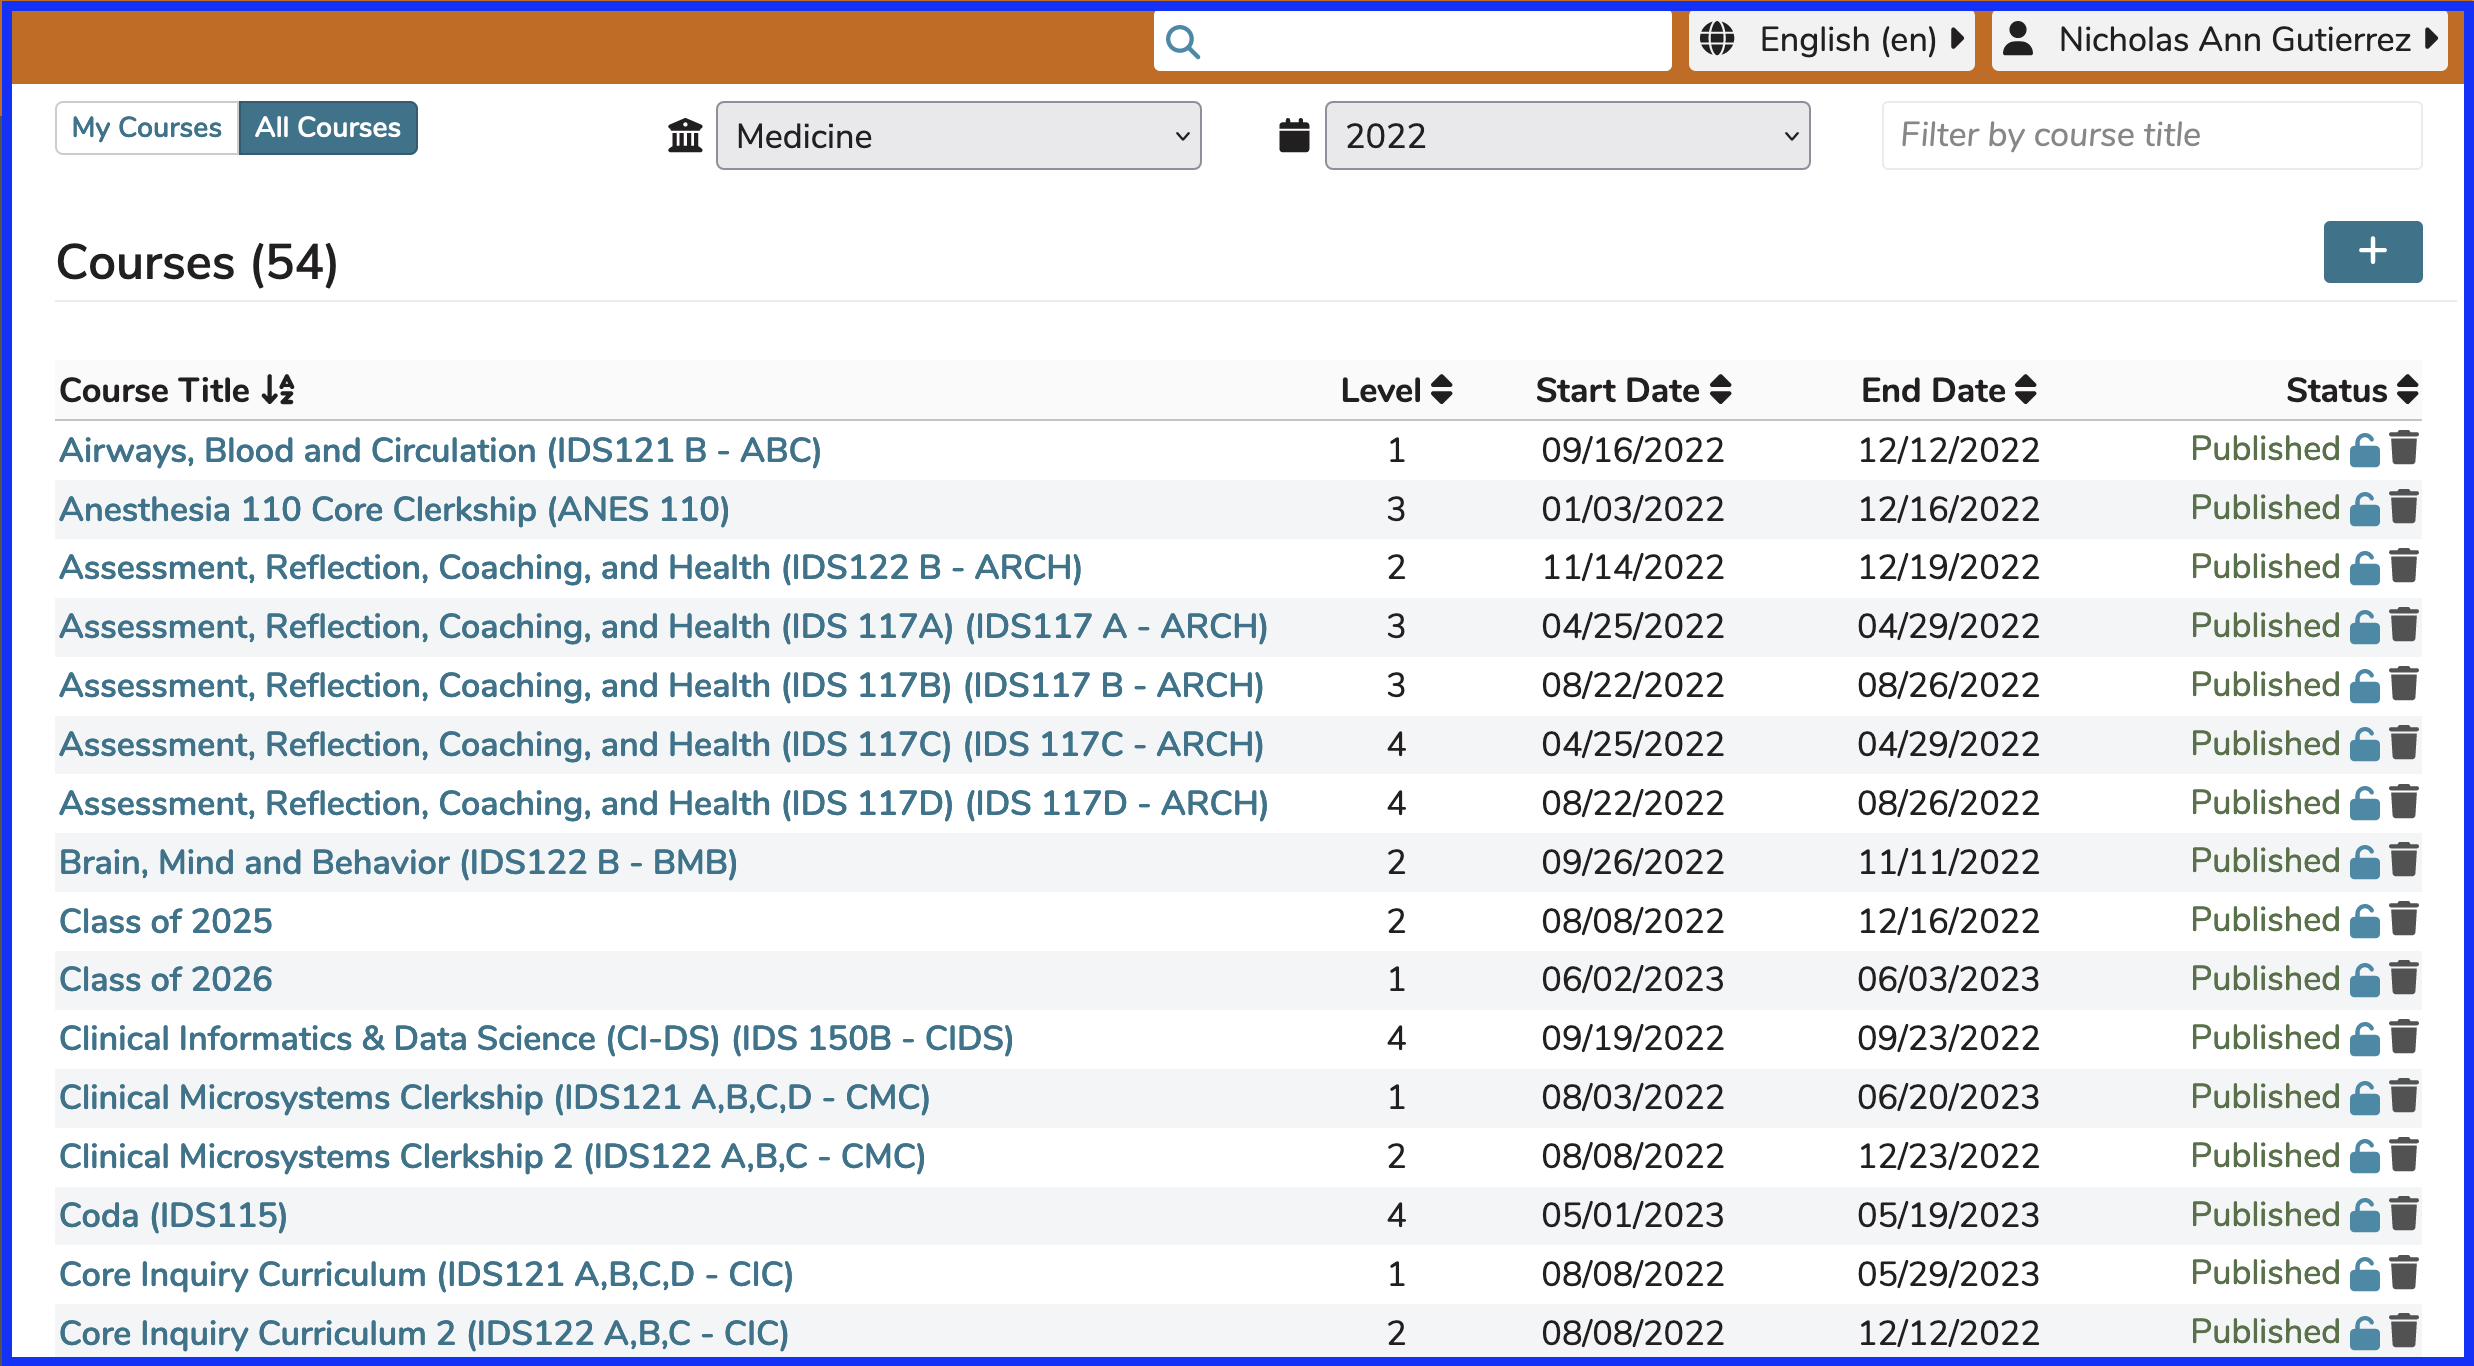 English (en) Nicholas Ann Gutierrez
My Courses All Courses Medicine 2022 Filter by course title
Courses (54) +
Course Title Level Start Date End Date Status
Airways, Blood and Circulation (IDS121 B - ABC) 1 09/16/2022 12/12/2022 Published
Anesthesia 110 Core Clerkship (ANES 110) 3 01/03/2022 12/16/2022 Published
Assessment, Reflection, Coaching, and Health (IDS122 B - ARCH) 2 11/14/2022 12/19/2022 Published
Assessment, Reflection, Coaching, and Health (IDS 117A) (IDS117 A - ARCH) 3 04/25/2022 04/29/2022 Published
Assessment, Reflection, Coaching, and Health (IDS 117B) (IDS117 B - ARCH) 3 08/22/2022 08/26/2022 Published
Assessment, Reflection, Coaching, and Health (IDS 117C) (IDS 117C - ARCH) 4 04/25/2022 04/29/2022 Published
Assessment, Reflection, Coaching, and Health (IDS 117D) (IDS 117D - ARCH) 4 08/22/2022 08/26/2022 Published
Brain, Mind and Behavior (IDS122 B - BMB) 2 09/26/2022 11/11/2022 Published
Class of 2025 2 08/08/2022 12/16/2022 Published
Class of 2026 1 06/02/2023 06/03/2023 Published
Clinical Informatics & Data Science (CI-DS) (IDS 150B - CIDS) 4 09/19/2022 09/23/2022 Published
Clinical Microsystems Clerkship (IDS121 A,B,C,D - CMC) 1 08/03/2022 06/20/2023 Published
Clinical Microsystems Clerkship 2 (IDS122 A,B,C - CMC) 2 08/08/2022 12/23/2022 Published
Coda (IDS115) 4 05/01/2023 05/19/2023 Published
Core Inquiry Curriculum (IDS121 A,B,C,D - CIC) 1 08/08/2022 05/29/2023 Published
Core Inquiry Curriculum 2 (IDS122 A,B,C - CIC) 2 08/08/2022 12/12/2022 Published